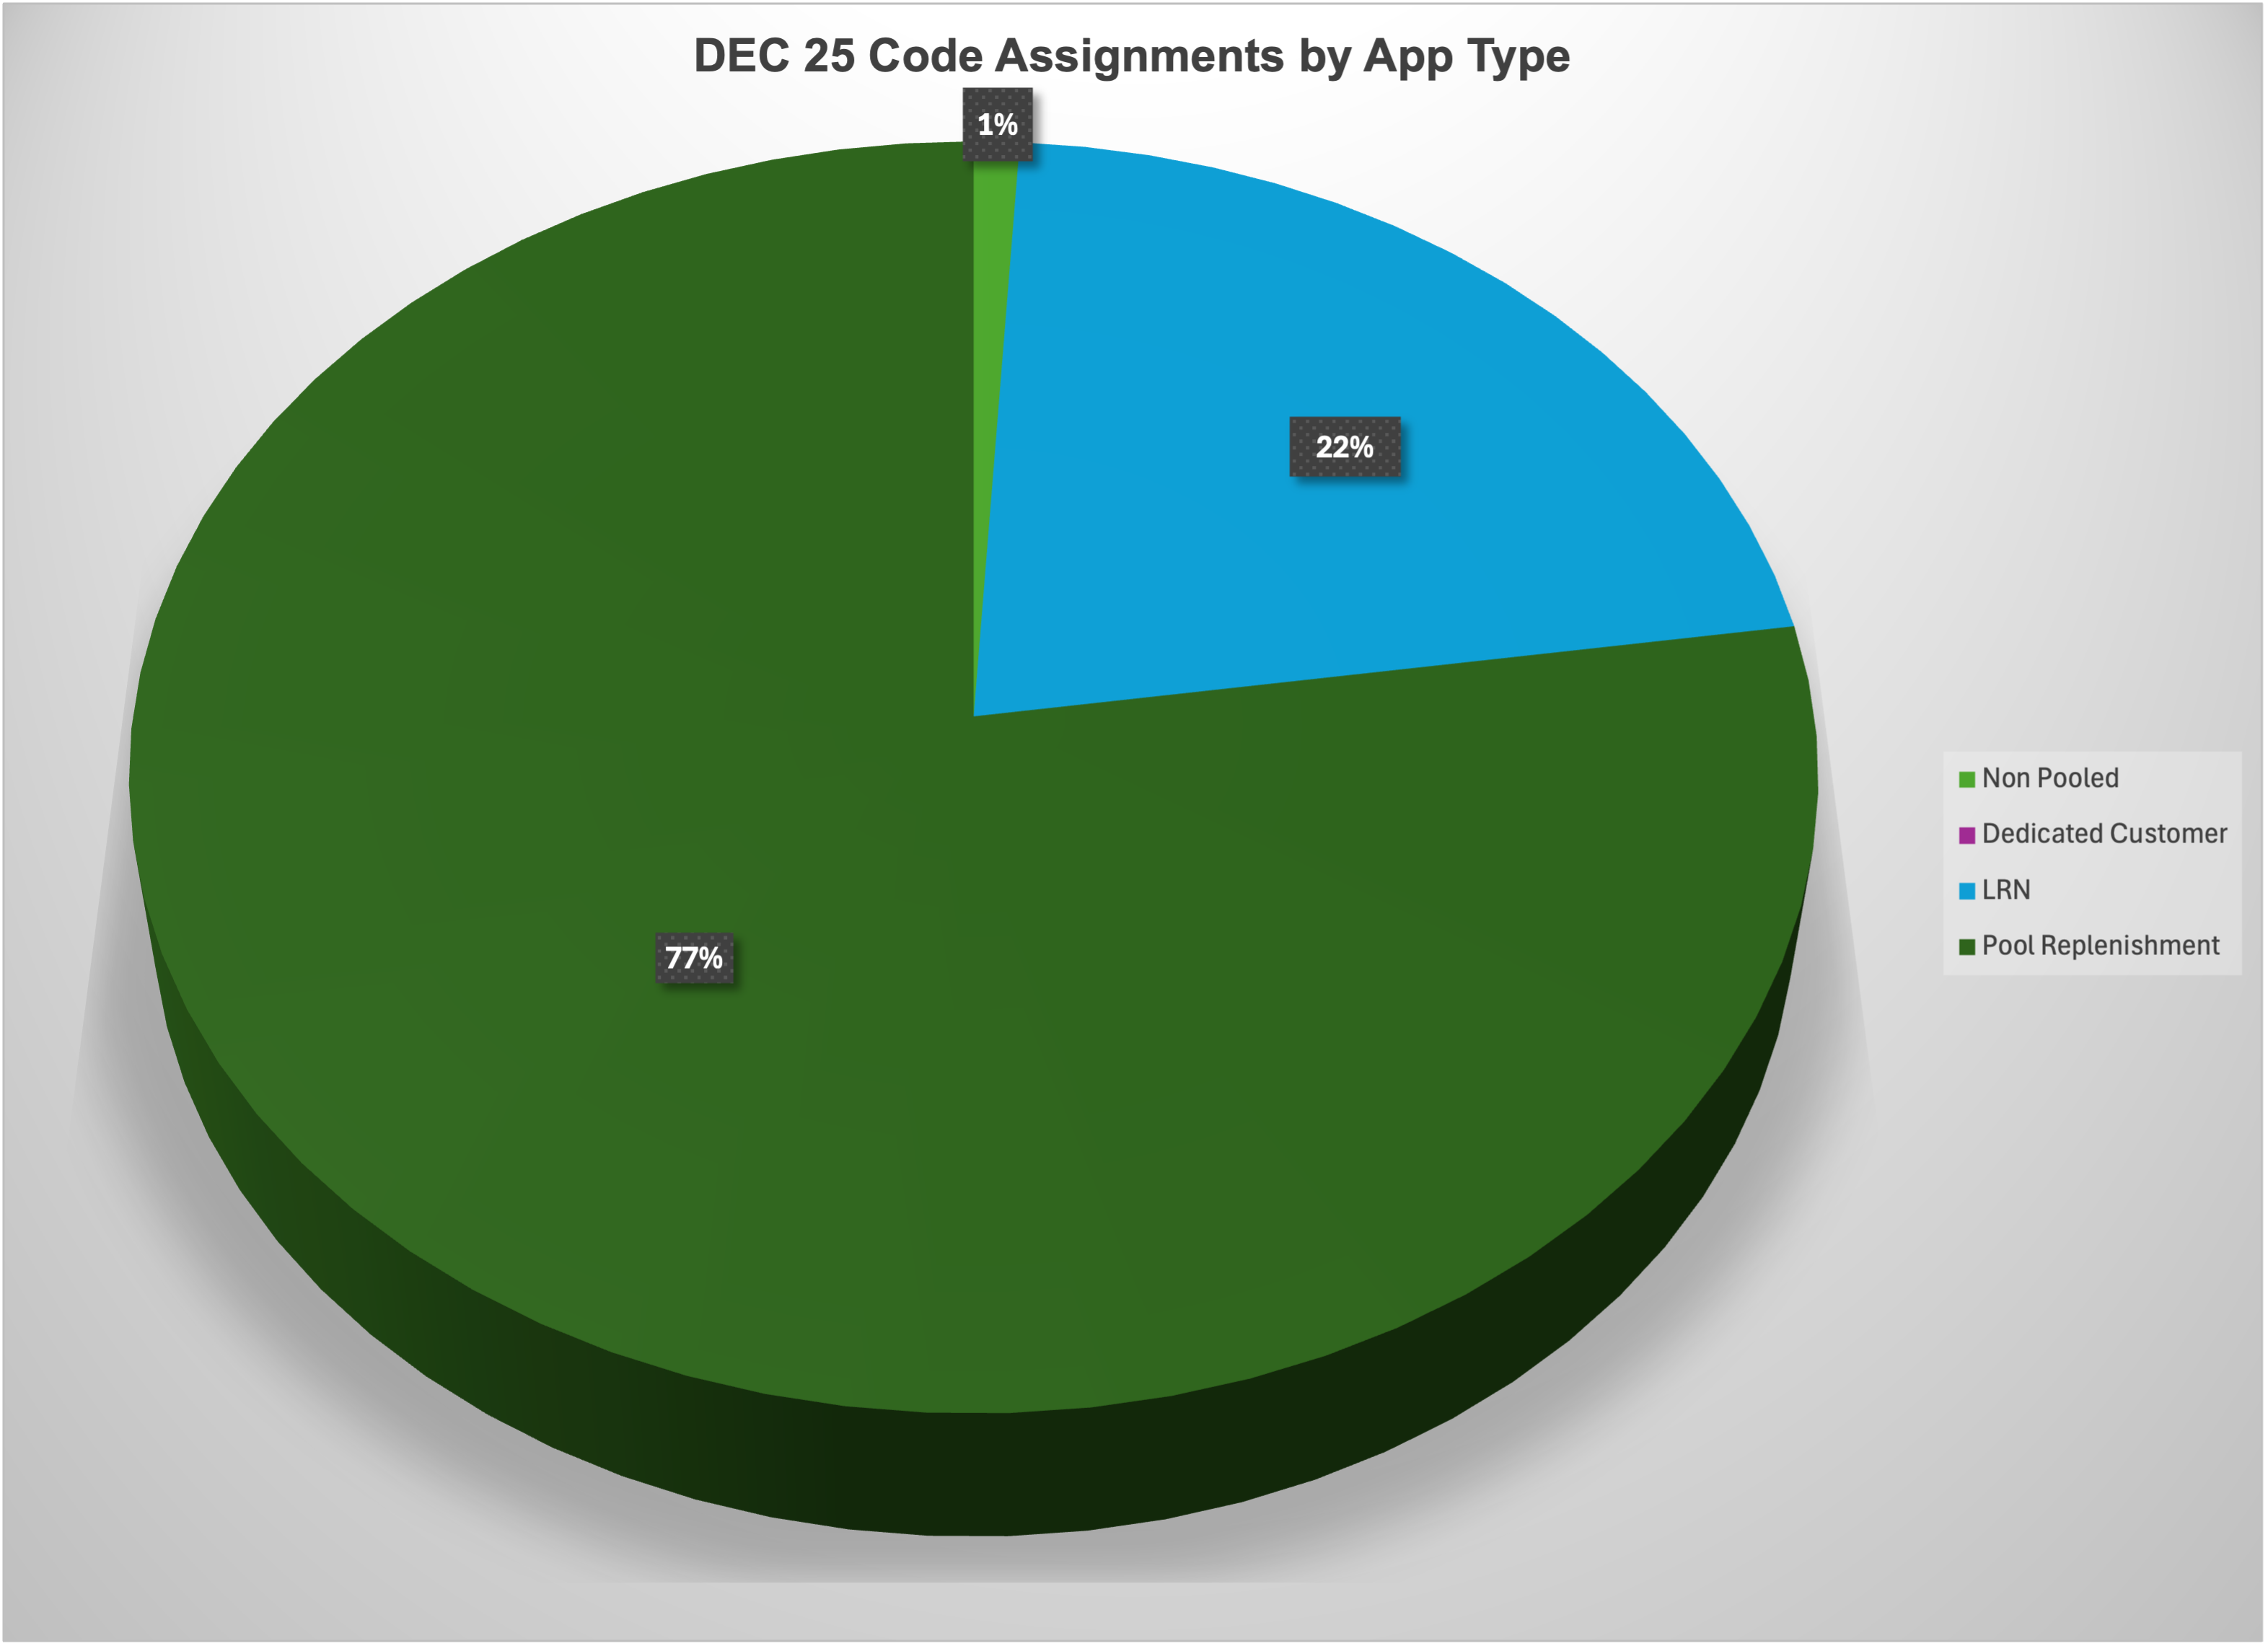 DEC 25 Code Assignments by App Type
1%
22%
77%
Non Pooled
Dedicated Customer
LRN
Pool Replenishment